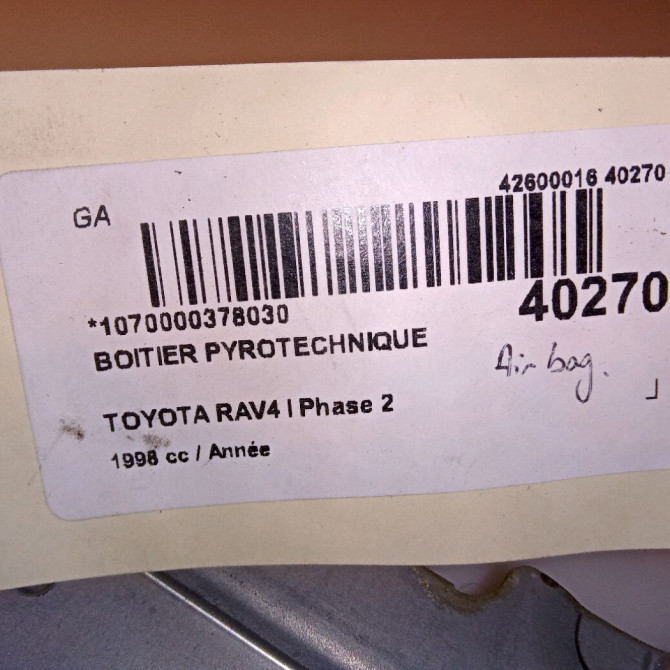 42600016 40270
GA
40270
*1070000378030
BOITIER PYROTECHNIQUE
Air bag.
TOYOTA RAV4 I Phase 2
1998 cc / Année